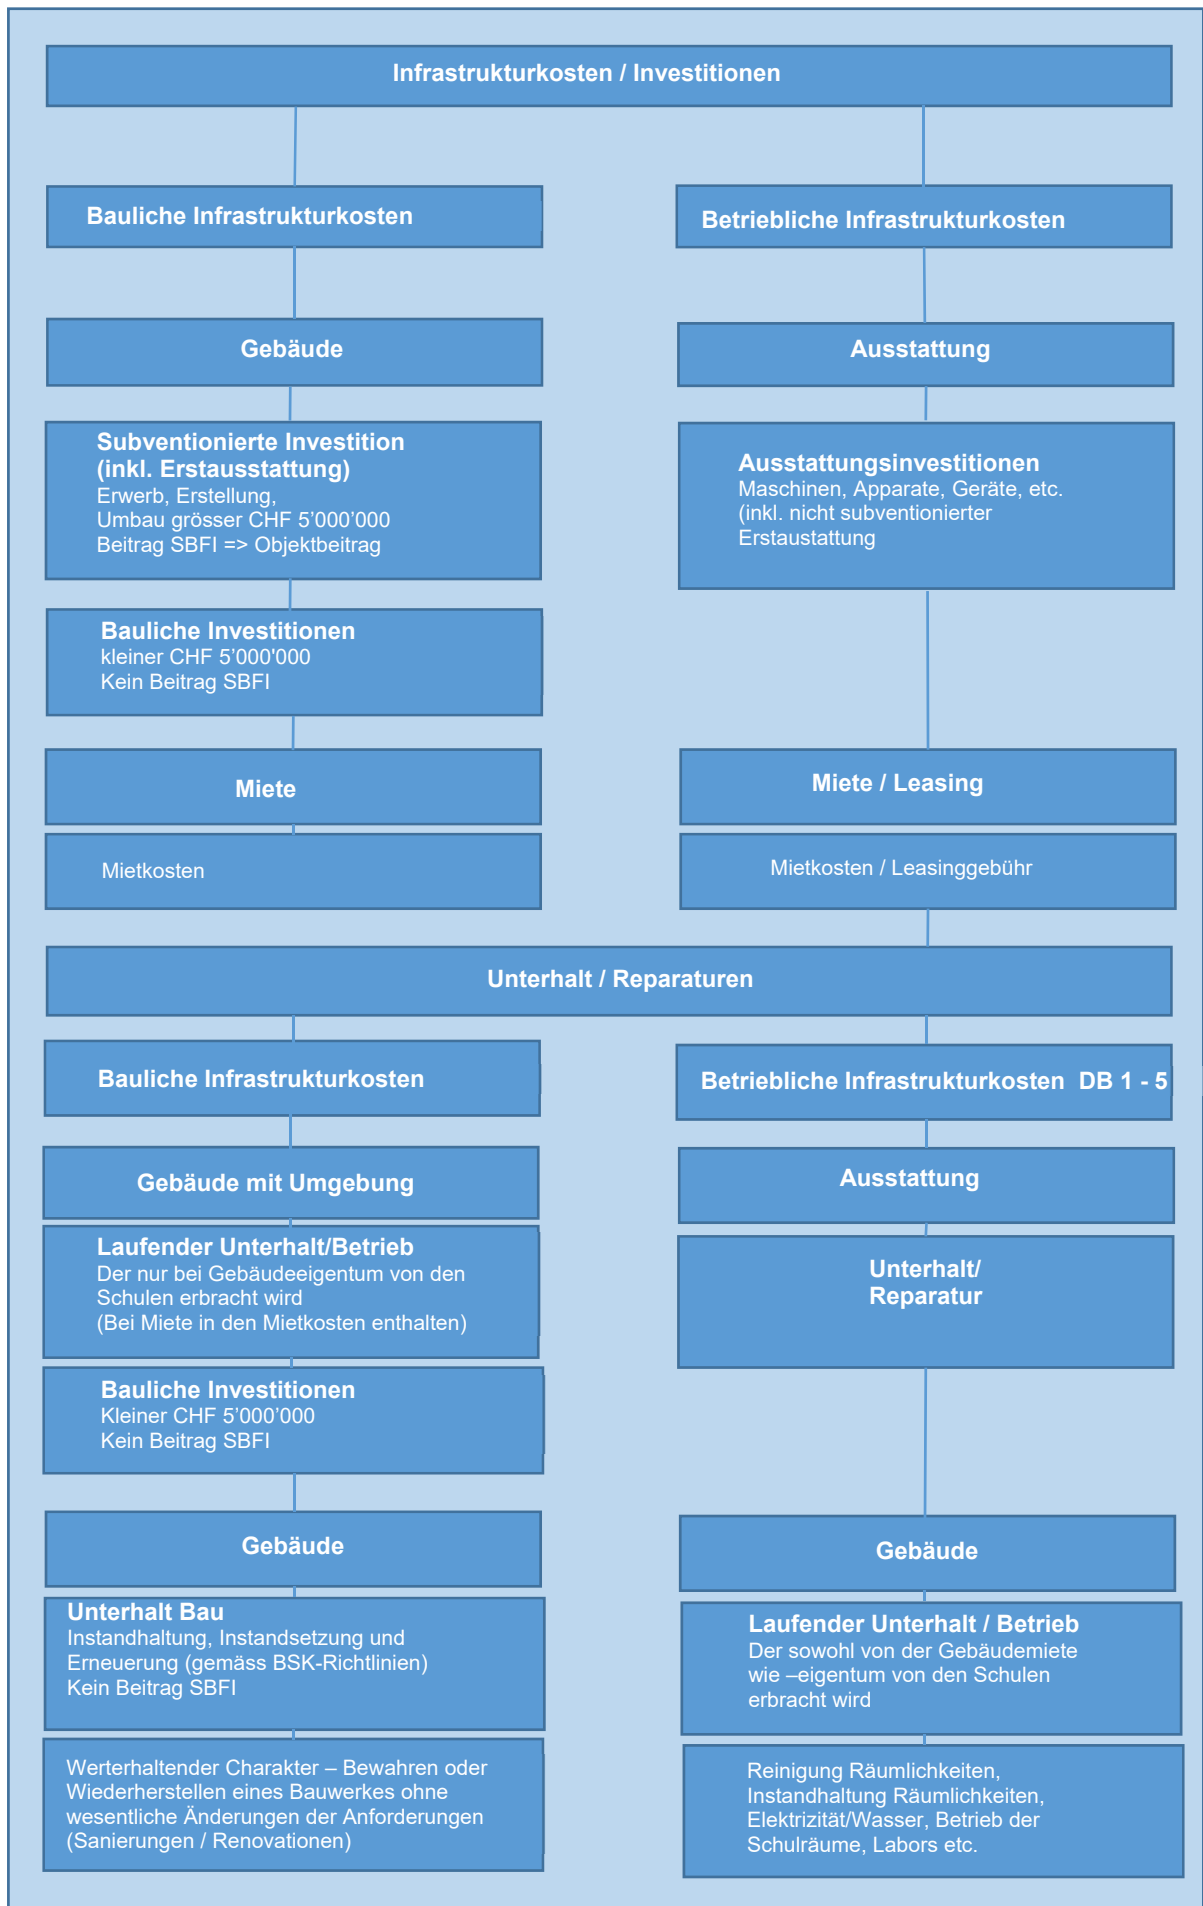 Infrastrukturkosten / Investitionen
Bauliche Infrastrukturkosten
Betriebliche Infrastrukturkosten
Gebäude
Ausstattung
Subventionierte Investition
(inkl. Erstausstattung)
Erwerb, Erstellung,
Umbau grösser CHF 5’000’000
Beitrag SBFI => Objektbeitrag
Ausstattungsinvestitionen
Maschinen, Apparate, Geräte, etc.
(inkl. nicht subventionierter
Erstaustattung
Bauliche Investitionen
kleiner CHF 5’000'000
Kein Beitrag SBFI
Miete
Miete / Leasing
Mietkosten
Mietkosten / Leasinggebühr
Unterhalt / Reparaturen
Bauliche Infrastrukturkosten
Betriebliche Infrastrukturkosten  DB 1 - 5
Gebäude mit Umgebung
Ausstattung
Laufender Unterhalt/Betrieb
Der nur bei Gebäudeeigentum von den
Schulen erbracht wird
(Bei Miete in den Mietkosten enthalten)
Unterhalt/
Reparatur
Bauliche Investitionen
Kleiner CHF 5’000’000
Kein Beitrag SBFI
Gebäude
Gebäude
Unterhalt Bau
Instandhaltung, Instandsetzung und
Erneuerung (gemäss BSK-Richtlinien)
Kein Beitrag SBFI
Laufender Unterhalt / Betrieb
Der sowohl von der Gebäudemiete
wie –eigentum von den Schulen
erbracht wird
Werterhaltender Charakter – Bewahren oder
Wiederherstellen eines Bauwerkes ohne
wesentliche Änderungen der Anforderungen
(Sanierungen / Renovationen)
Reinigung Räumlichkeiten,
Instandhaltung Räumlichkeiten,
Elektrizität/Wasser, Betrieb der
Schulräume, Labors etc.